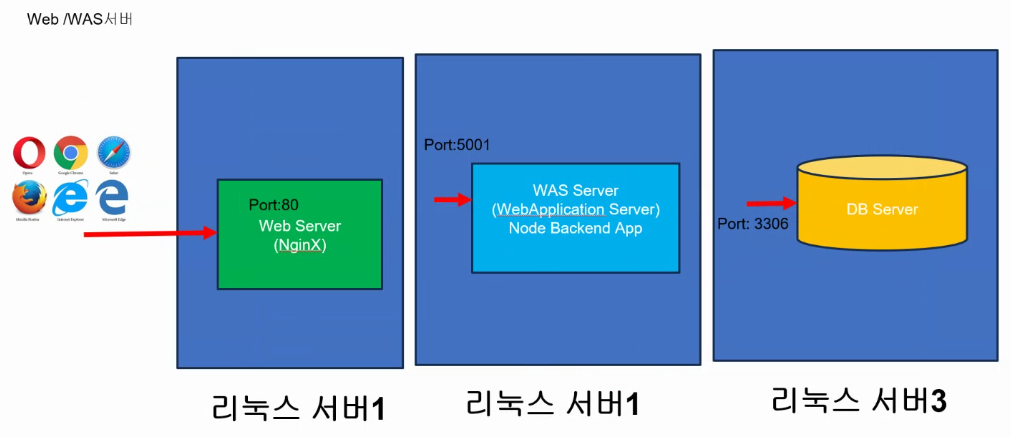 Web /WAS서버
Opera
Google Chrome
Safari
Mozilla Firefox
Internet Explorer
Microsoft Edge
Port:80
Web Server
(NginX)
Port:5001
WAS Server
(WebApplication Server)
Node Backend App
Port: 3306
DB Server
리눅스 서버1
리눅스 서버1
리눅스 서버3